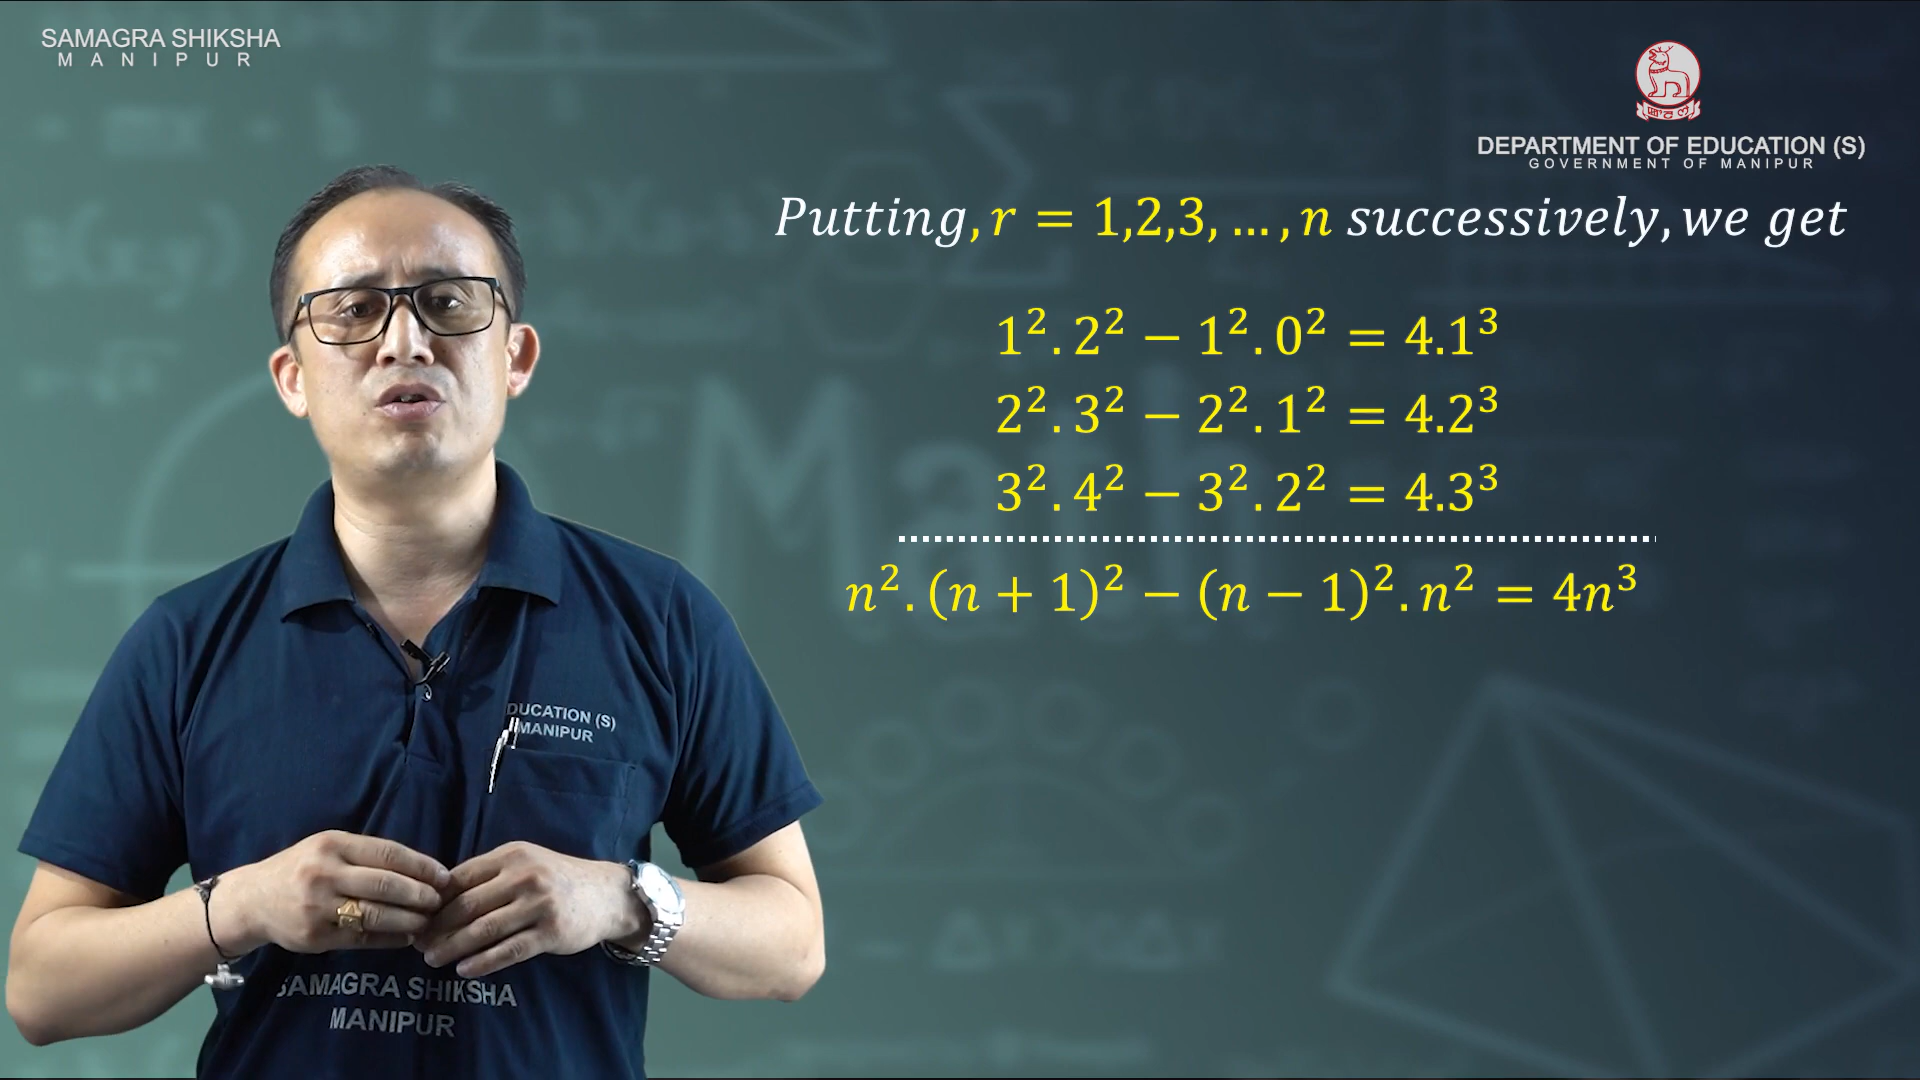 SAMAGRA SHIKSHA
MANIPUR
DEPARTMENT OF EDUCATION (S)
GOVERNMENT OF MANIPUR
Putting, r = 1,2,3, … , n successively, we get
1². 2² − 1². 0² = 4.1³
2². 3² − 2². 1² = 4.2³
3². 4² − 3². 2² = 4.3³
n². (n + 1)² − (n − 1)². n² = 4n³
Math
DUCATION (S)
MANIPUR
SAMAGRA SHIKSHA
MANIPUR